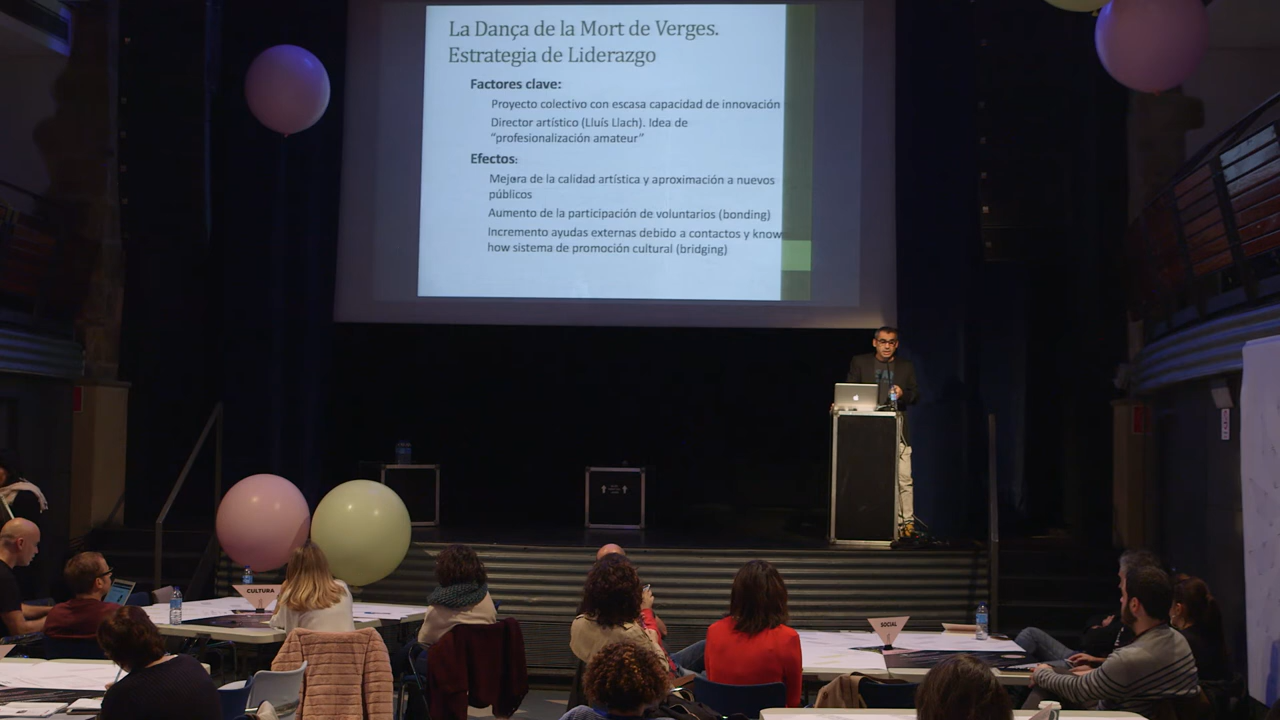 La Dança de la Mort de Verges.
Estrategia de Liderazgo
Factores clave:
Proyecto colectivo con escasa capacidad de innovación
Director artístico (Lluís Llach). Idea de
"profesionalización amateur"
Efectos:
Mejora de la calidad artística y aproximación a nuevos
públicos
Aumento de la participación de voluntarios (bonding)
Incremento ayudas externas debido a contactos y know
how sistema de promoción cultural (bridging)
CULTURA
SOCIAL